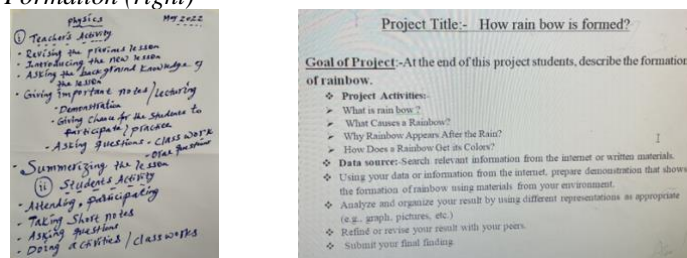 Formation (right)
Physics May 2022
i Teacher's Activity
- Revising the previous lesson
- Introducing the new lesson
- Asking the background knowledge of
the lesson
- Giving important notes/lecturing
- Demonstration
- Giving chance for the students to
participate/practice
- Asking questions - class work
- Oral questions
- Summerizing the lesson
ii Students Activity
- Attending, participating
- Taking short notes
- Asking questions
- Doing activities/class works
Project Title:- How rain bow is formed?
Goal of Project:-At the end of this project students, describe the formation
of rainbow.
❖ Project Activities:-
➢ What is rain bow ?
➢ What Causes a Rainbow?
➢ Why Rainbow Appears After the Rain?
➢ How Does a Rainbow Get its Colors?
❖ Data source:-Search relevant information from the internet or written materials.
❖ Using your data or information from the internet, prepare demonstration that shows
the formation of rainbow using materials from your environment.
❖ Analyze and organize your result by using different representations as appropriate
(e.g., graph, pictures, etc.)
❖ Refined or revise your result with your peers.
❖ Submit your final finding